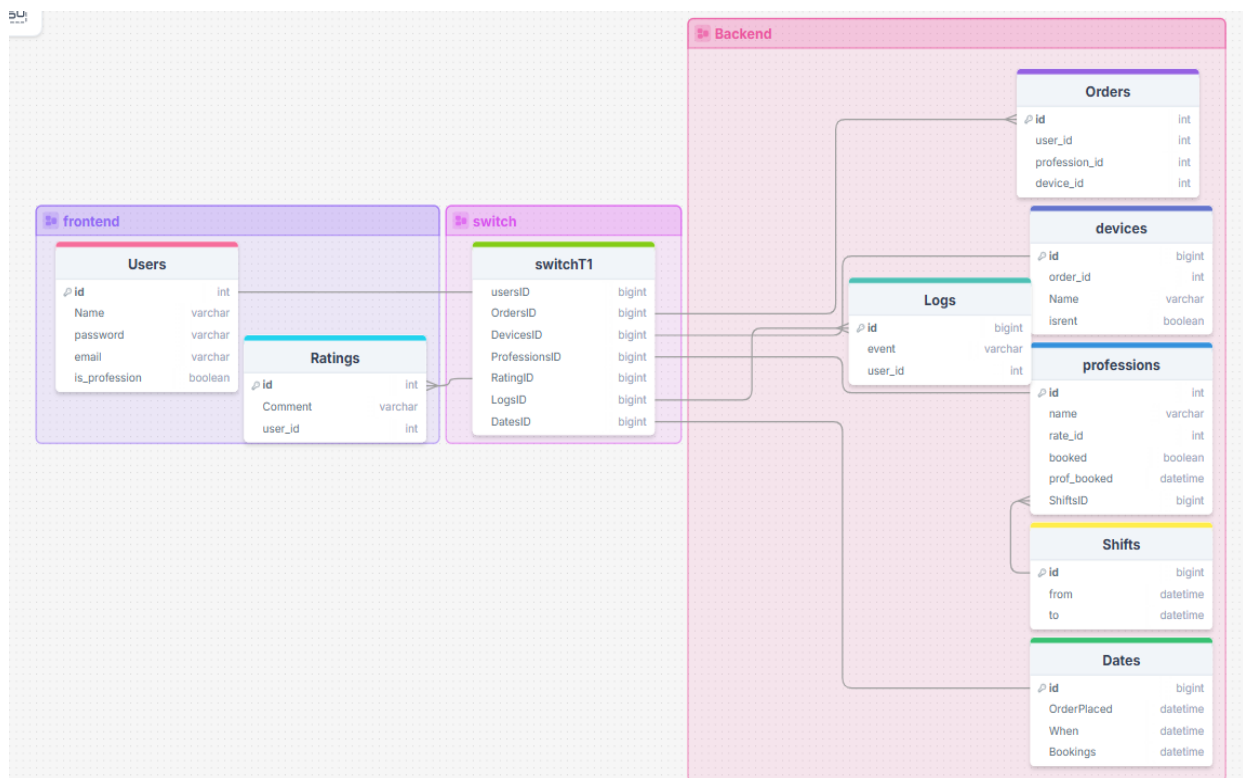 Backend
Orders
id int
user_id int
profession_id int
device_id int
frontend
Users
id int
Name varchar
password varchar
email varchar
is_profession boolean
Ratings
id int
Comment varchar
user_id int
switch
switchT1
usersID bigint
OrdersID bigint
DevicesID bigint
ProfessionsID bigint
RatingID bigint
LogsID bigint
DatesID bigint
devices
id bigint
order_id int
Name varchar
isrent boolean
Logs
id bigint
event varchar
user_id int
professions
id int
name varchar
rate_id int
booked boolean
prof_booked datetime
ShiftsID bigint
Shifts
id bigint
from datetime
to datetime
Dates
id bigint
OrderPlaced datetime
When datetime
Bookings datetime